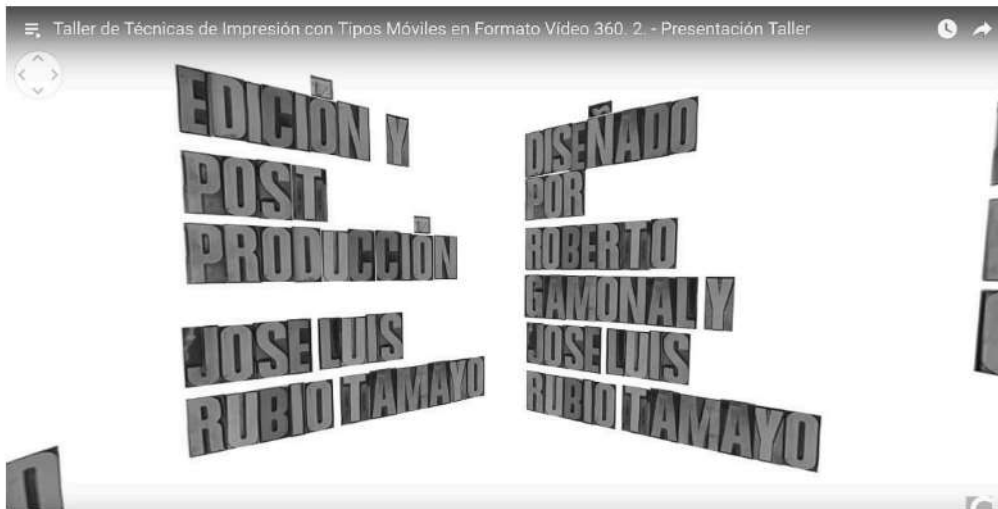 Taller de Técnicas de Impresión con Tipos Móviles en Formato Vídeo 360. 2. - Presentación Taller
EDICIÓN Y
POST
PRODUCCIÓN
JOSE LUIS
RUBIO TAMAYO
DISEÑADO
POR
ROBERTO
GAMONAL Y
JOSE LUIS
RUBIO TAMAYO